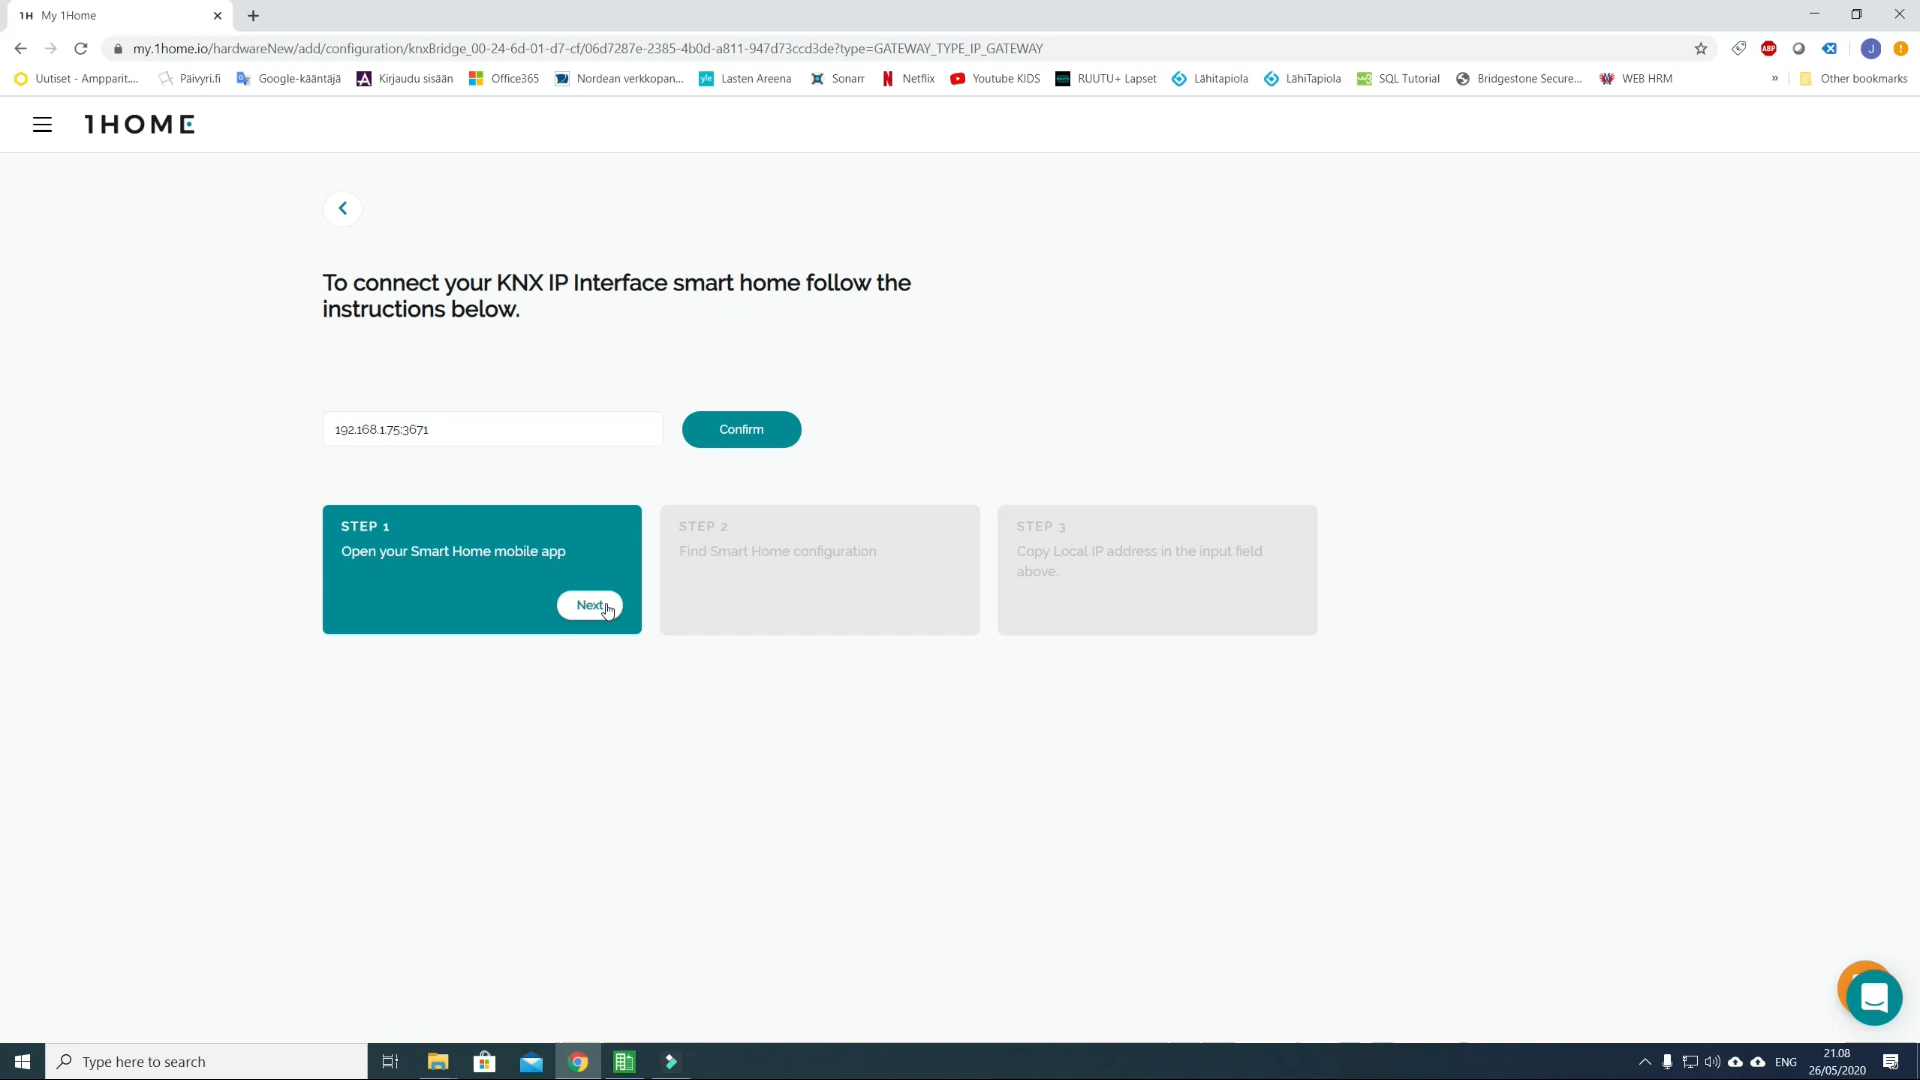 1H My 1Home
my.1home.io/hardwareNew/add/configuration/knxBridge_00-24-6d-01-d7-cf/06d7287e-2385-4b0d-a811-947d73ccd3de?type=GATEWAY_TYPE_IP_GATEWAY
ABP
J
Uutiset - Ampparit....
Päivyri.fi
Google-kääntäjä
Kirjaudu sisään
Office365
Nordean verkkopan...
yle
Lasten Areena
Sonarr
Netflix
Youtube KIDS
RUUTU+ Lapset
Lähitapiola
LähiTapiola
SQL Tutorial
Bridgestone Secure...
WEB HRM
»
Other bookmarks
1HOME
To connect your KNX IP Interface smart home follow the
instructions below.
192.168.1.75:3671
Confirm
STEP 1
Open your Smart Home mobile app
Next
STEP 2
Find Smart Home configuration
STEP 3
Copy Local IP address in the input field
above.
Type here to search
ENG
21.08
26/05/2020